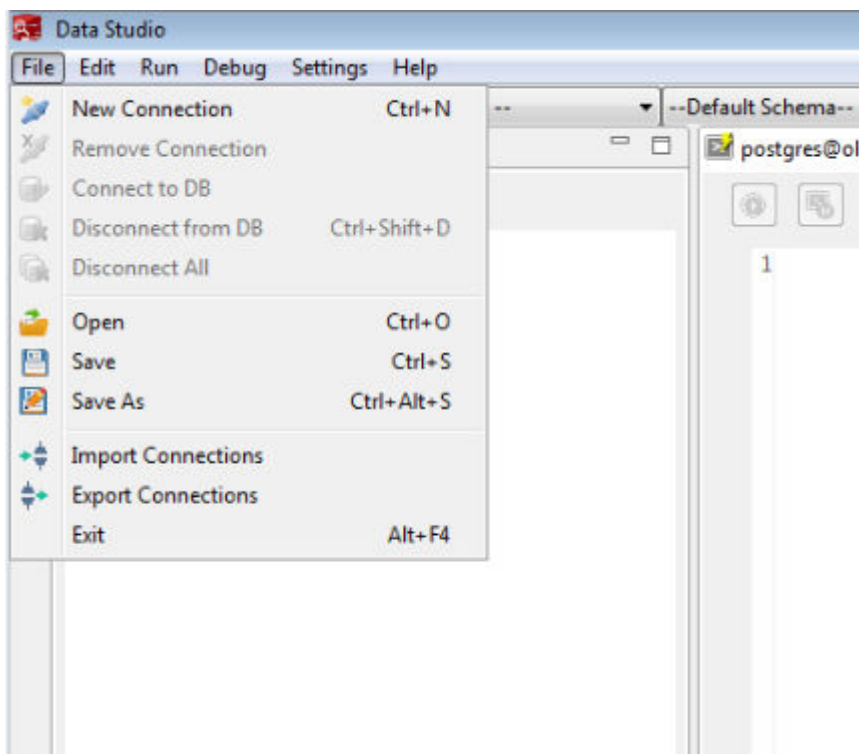 Data Studio
File Edit Run Debug Settings Help
-- --Default Schema--
New Connection Ctrl+N
Remove Connection
postgres@ol
Connect to DB
Disconnect from DB Ctrl+Shift+D
Disconnect All
1
Open Ctrl+O
Save Ctrl+S
Save As Ctrl+Alt+S
Import Connections
Export Connections
Exit Alt+F4